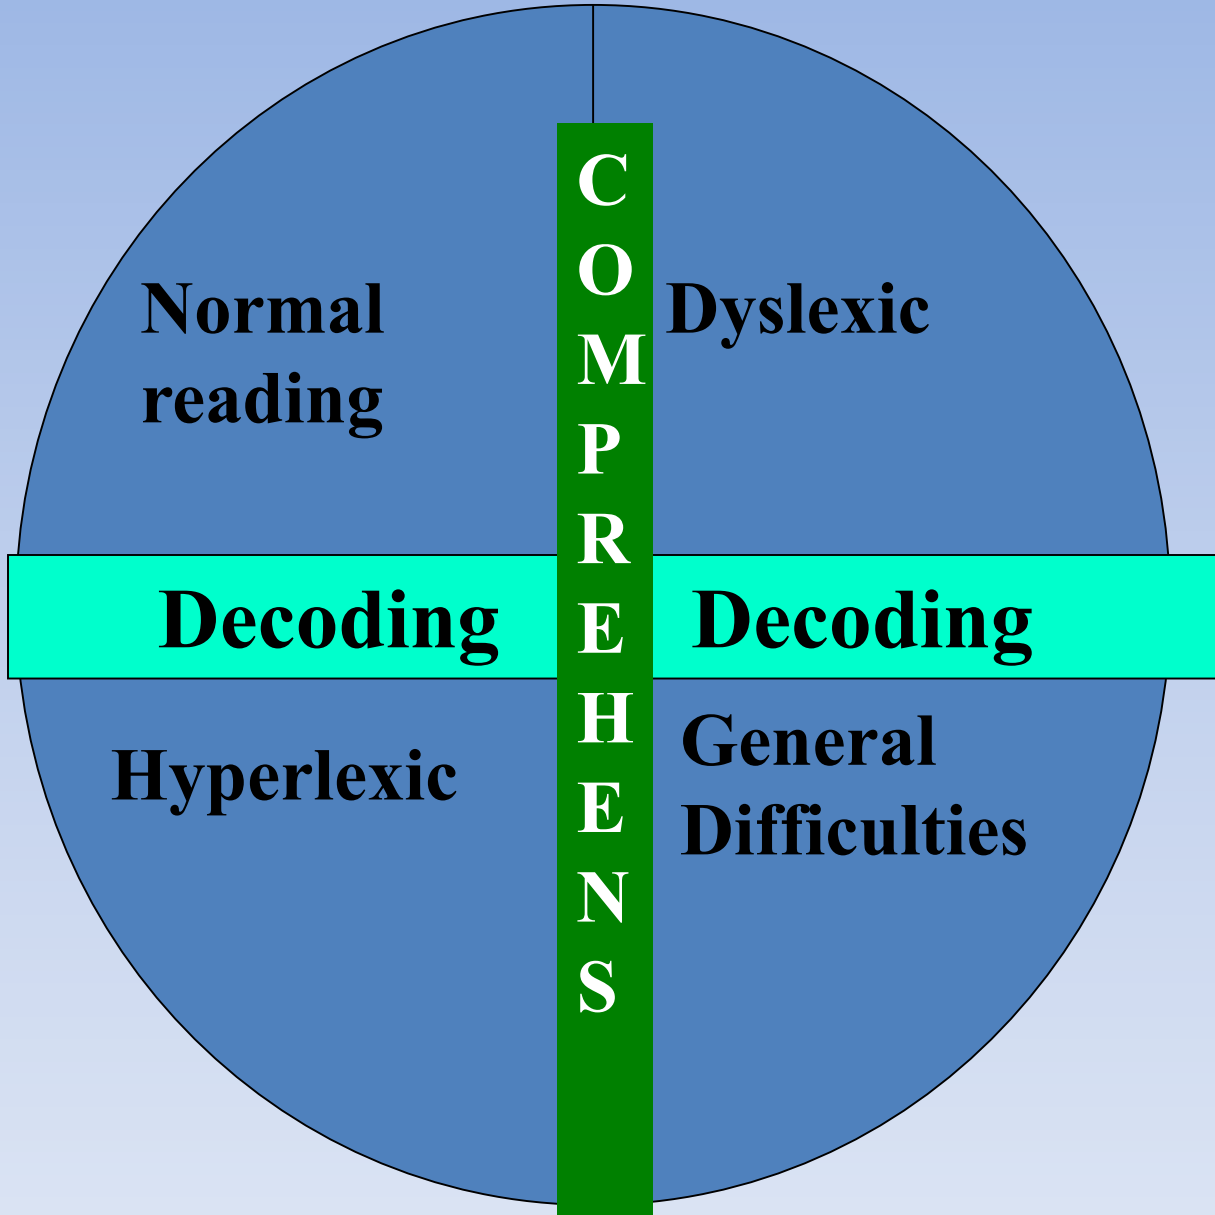 Normal
reading
Dyslexic
C
O
M
P
R
E
H
E
N
S
Decoding
Decoding
Hyperlexic
General
Difficulties